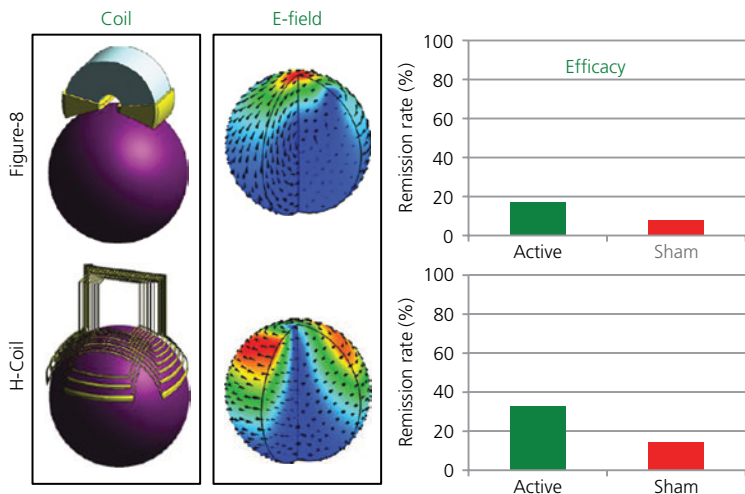 Coil
E-field
Figure-8
H-Coil
Efficacy
Remission rate (%)
100
80
60
40
20
0
Active
Sham
Remission rate (%)
100
80
60
40
20
0
Active
Sham